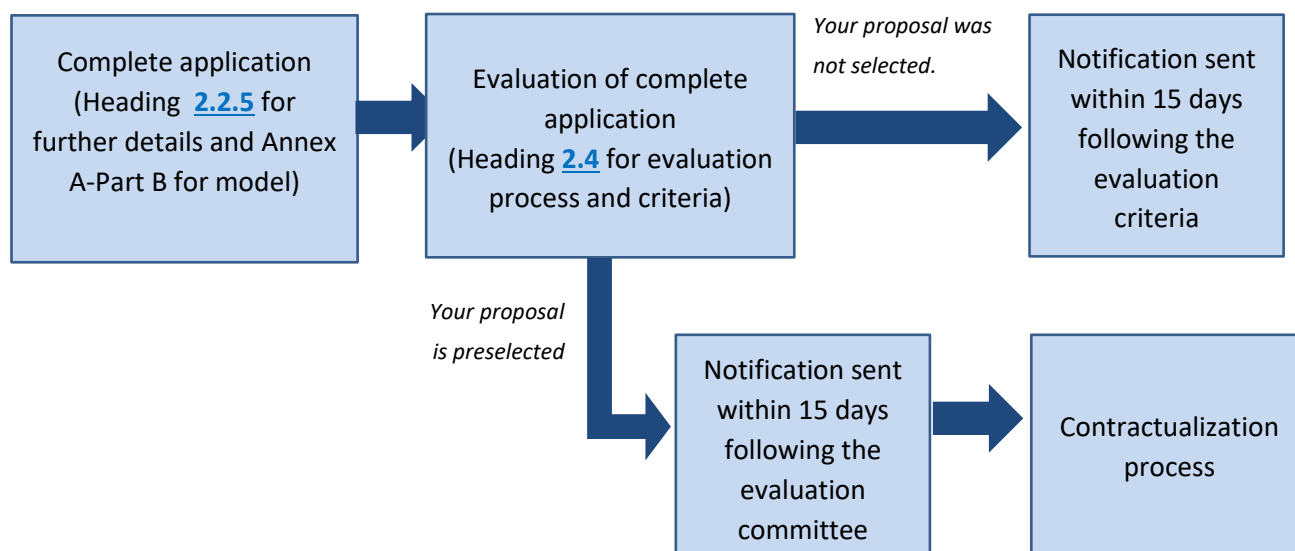 Complete application
(Heading 2.2.5 for
further details and Annex
A-Part B for model)
Evaluation of complete
application
(Heading 2.4 for evaluation
process and criteria)
Your proposal was
not selected.
Notification sent
within 15 days
following the
evaluation
criteria
Your proposal
is preselected
Notification sent
within 15 days
following the
evaluation
committee
Contractualization
process